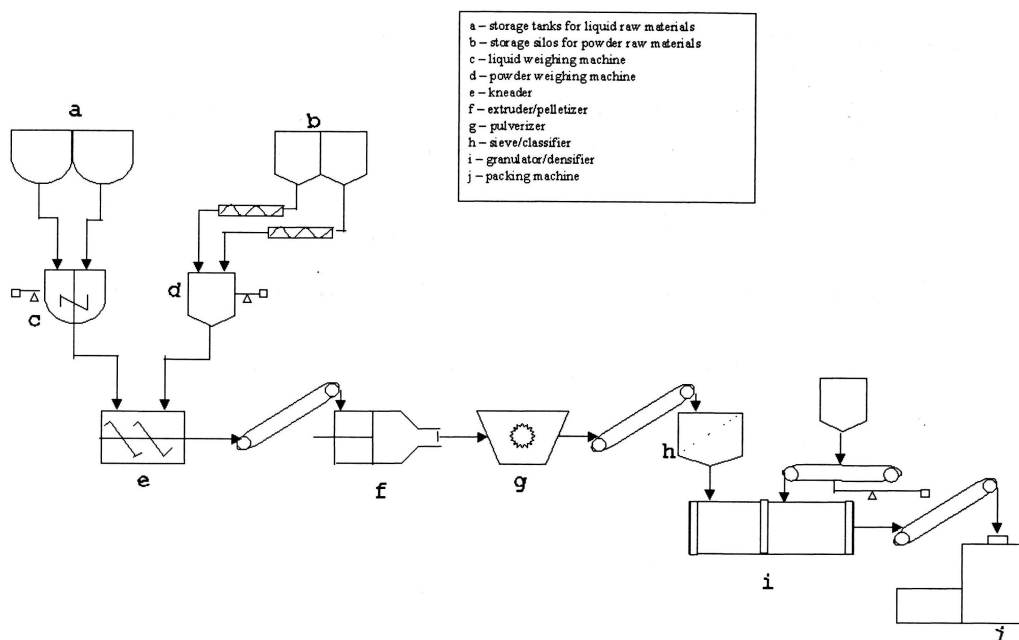 a – storage tanks for liquid raw materials
b – storage silos for powder raw materials
c – liquid weighing machine
d – powder weighing machine
e – kneader
f – extruder/pelletizer
g – pulverizer
h – sieve/classifier
i – granulator/densifier
j – packing machine
a
b
c
d
e
f
g
h
i
j